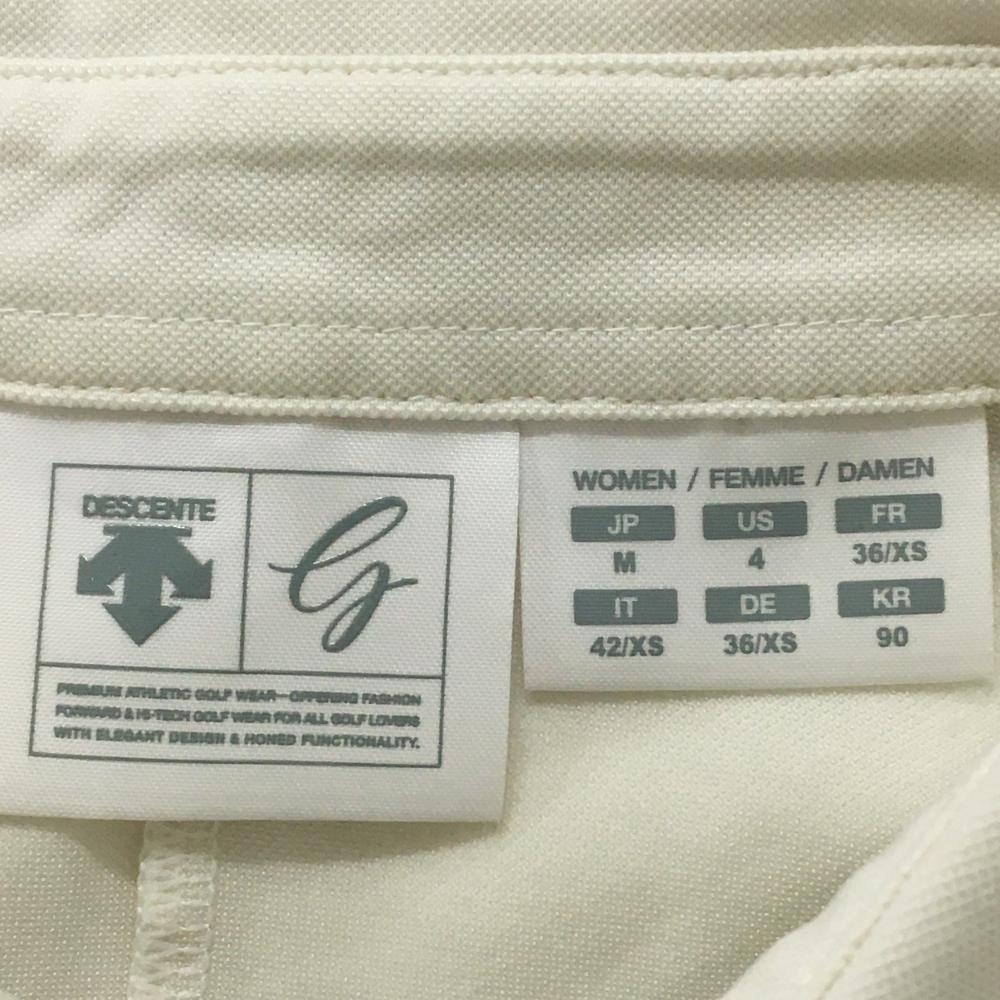 DESCENTE
G
PREMIUM ATHLETIC GOLF WEAR—OFFERING FASHION
FORWARD & HI-TECH GOLF WEAR FOR ALL GOLF LOVERS
WITH ELEGANT DESIGN & HONED FUNCTIONALITY.
WOMEN / FEMME / DAMEN
JP US FR
M 4 36/XS
IT DE KR
42/XS 36/XS 90